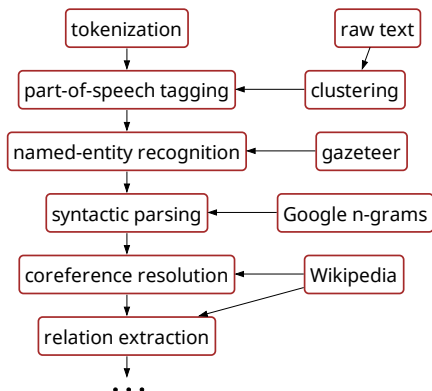 tokenization
raw text
part-of-speech tagging
clustering
named-entity recognition
gazeteer
syntactic parsing
Google n-grams
coreference resolution
Wikipedia
relation extraction
...